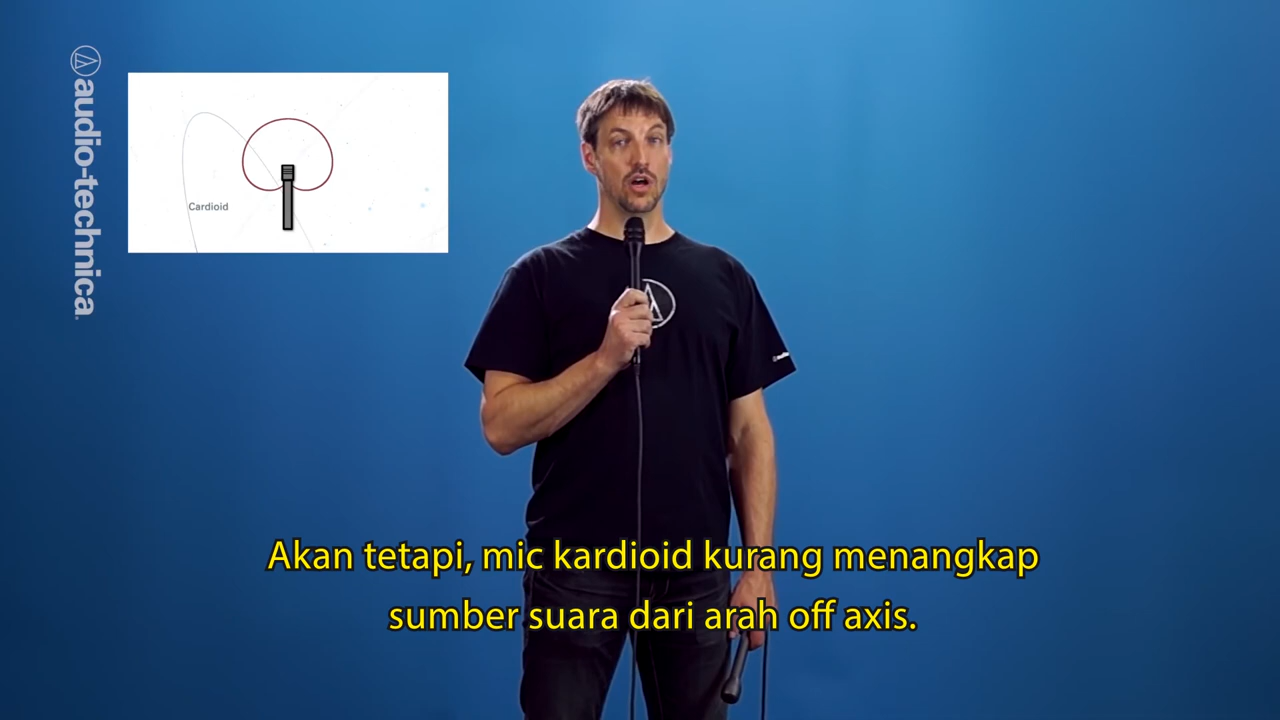 audio-technica
Cardioid
Akan tetapi, mic kardioid kurang menangkap
sumber suara dari arah off axis.